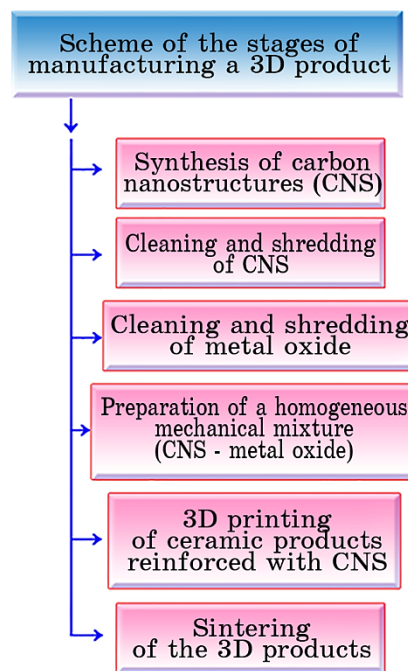 Scheme of the stages of
manufacturing a 3D product
Synthesis of carbon
nanostructures (CNS)
Cleaning and shredding
of CNS
Cleaning and shredding
of metal oxide
Preparation of a homogeneous
mechanical mixture
(CNS - metal oxide)
3D printing
of ceramic products
reinforced with CNS
Sintering
of the 3D products